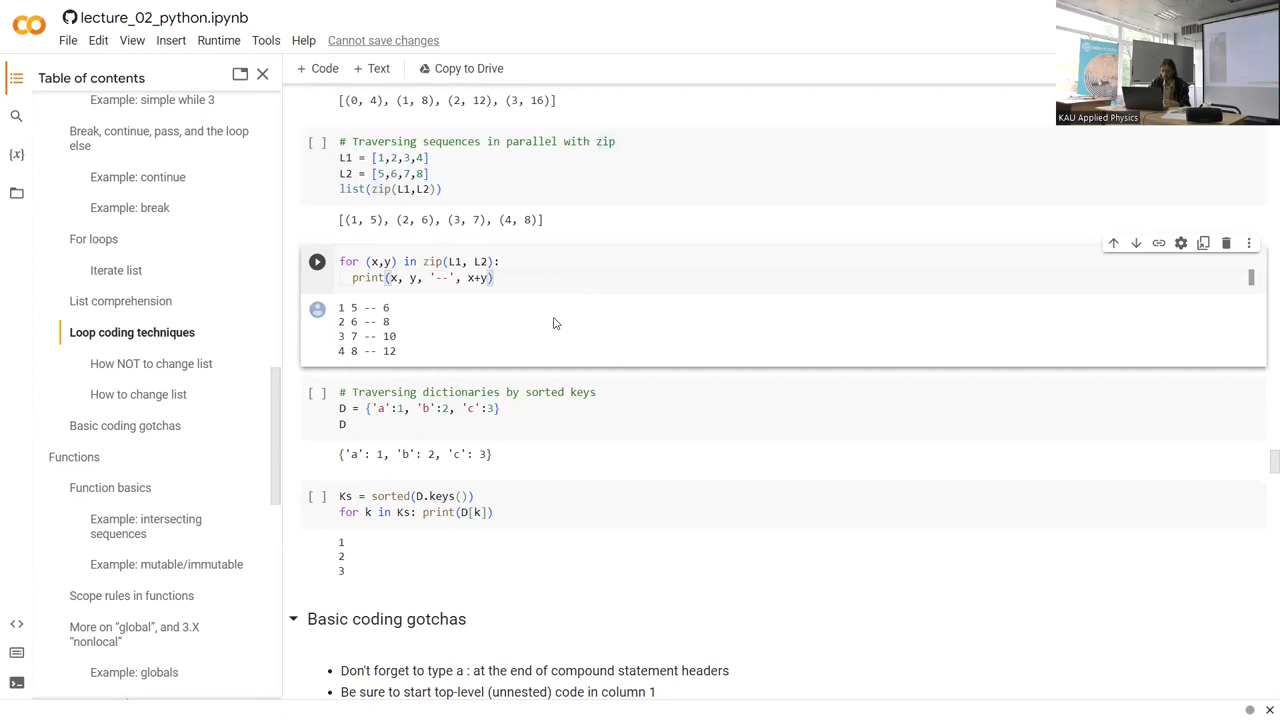 lecture_02_python.ipynb
File Edit View Insert Runtime Tools Help Cannot save changes
Table of contents
+ Code + Text Copy to Drive
Example: simple while 3
Break, continue, pass, and the loop
else
Example: continue
Example: break
For loops
Iterate list
List comprehension
Loop coding techniques
How NOT to change list
How to change list
Basic coding gotchas
Functions
Function basics
Example: intersecting
sequences
Example: mutable/immutable
Scope rules in functions
More on “global”, and 3.X
“nonlocal”
Example: globals
[(0, 4), (1, 8), (2, 12), (3, 16)]
[ ] # Traversing sequences in parallel with zip
L1 = [1,2,3,4]
L2 = [5,6,7,8]
list(zip(L1,L2))
[(1, 5), (2, 6), (3, 7), (4, 8)]
for (x,y) in zip(L1, L2):
print(x, y, '--', x+y)
1 5 -- 6
2 6 -- 8
3 7 -- 10
4 8 -- 12
[ ] # Traversing dictionaries by sorted keys
D = {'a':1, 'b':2, 'c':3}
D
{'a': 1, 'b': 2, 'c': 3}
[ ] Ks = sorted(D.keys())
for k in Ks: print(D[k])
1
2
3
Basic coding gotchas
• Don't forget to type a : at the end of compound statement headers
• Be sure to start top-level (unnested) code in column 1
KAU Applied Physics